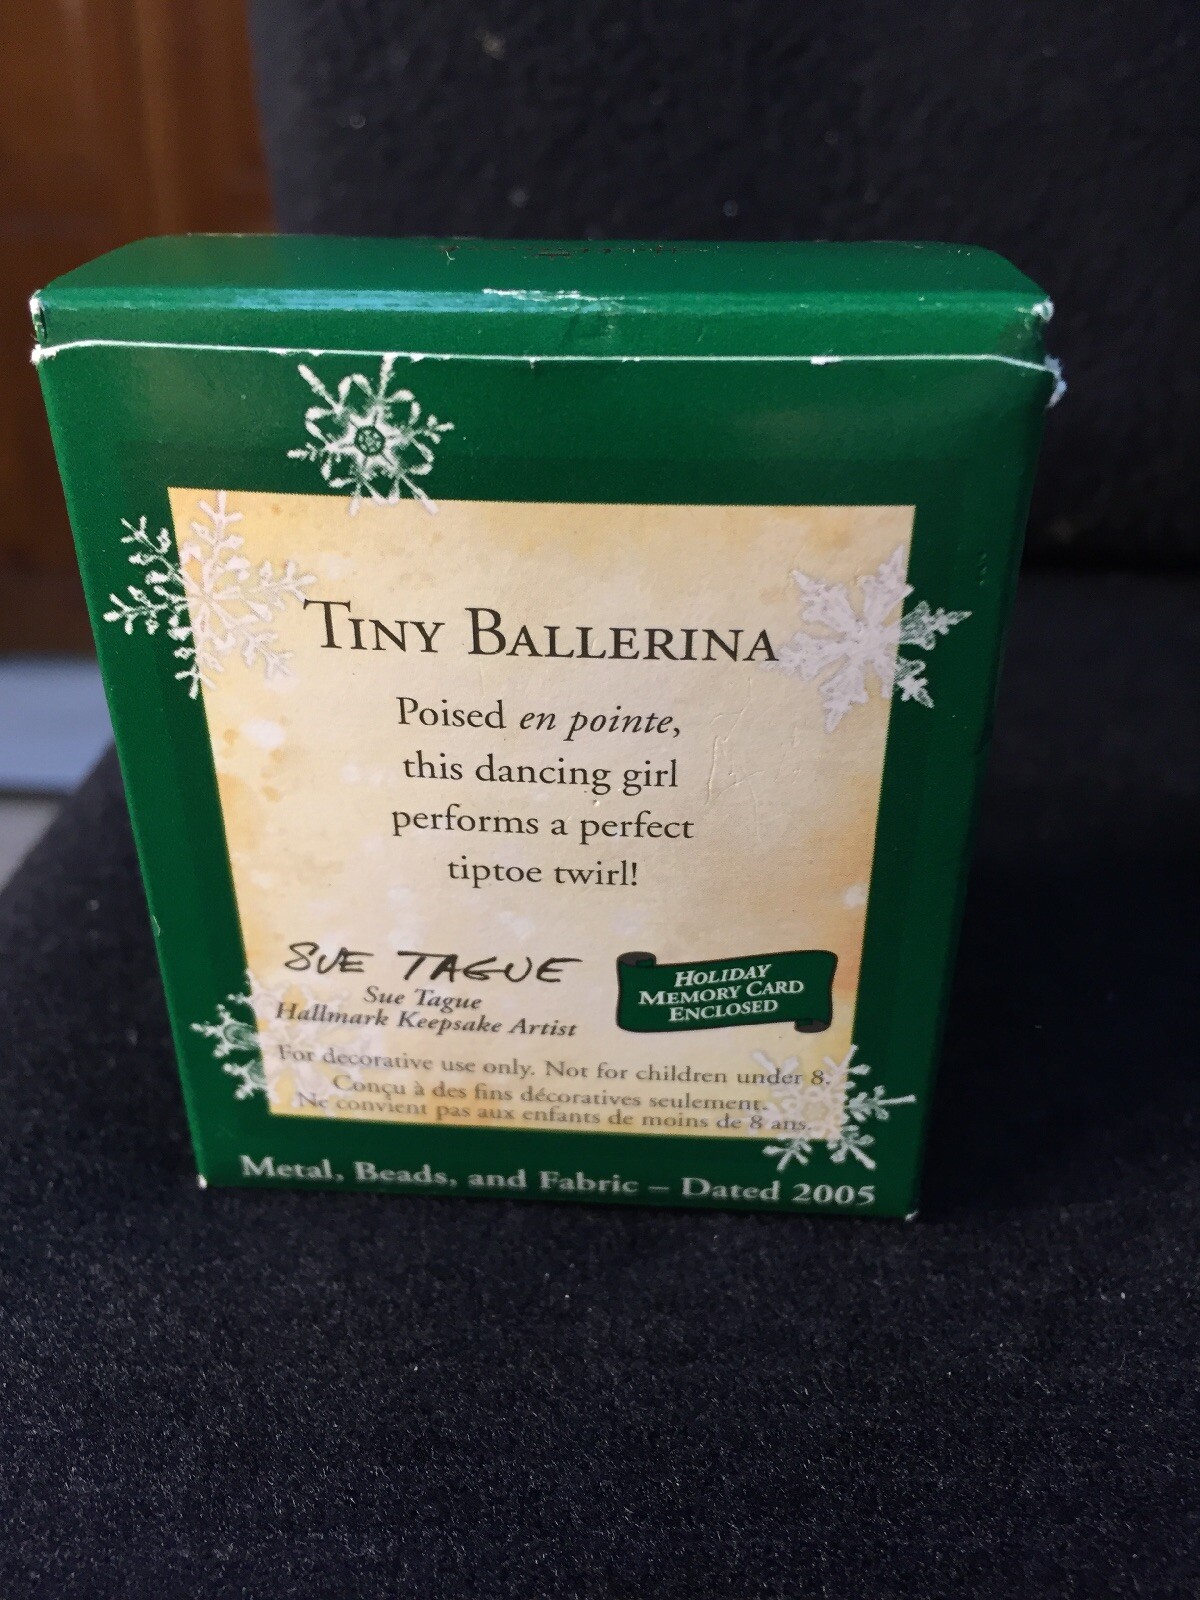 TINY BALLERINA
Poised en pointe,
this dancing girl
performs a perfect
tiptoe twirl!
SUE TAGUE
Sue Tague
Hallmark Keepsake Artist
HOLIDAY
MEMORY CARD
ENCLOSED
For decorative use only. Not for children under 8.
Conçu à des fins décoratives seulement.
Ne convient pas aux enfants de moins de 8 ans.
Metal, Beads, and Fabric – Dated 2005